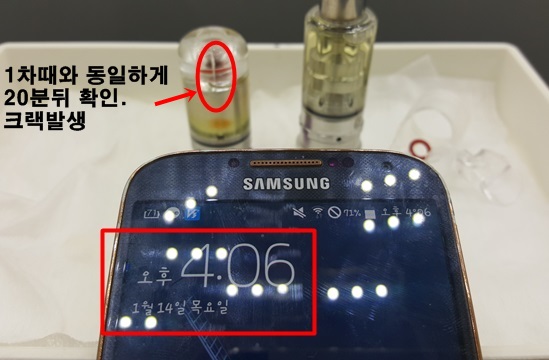 1차때와 동일하게
20분뒤 확인.
크랙발생
SAMSUNG
71% 오후 4:06
오후 4:06
1월 14일 목요일